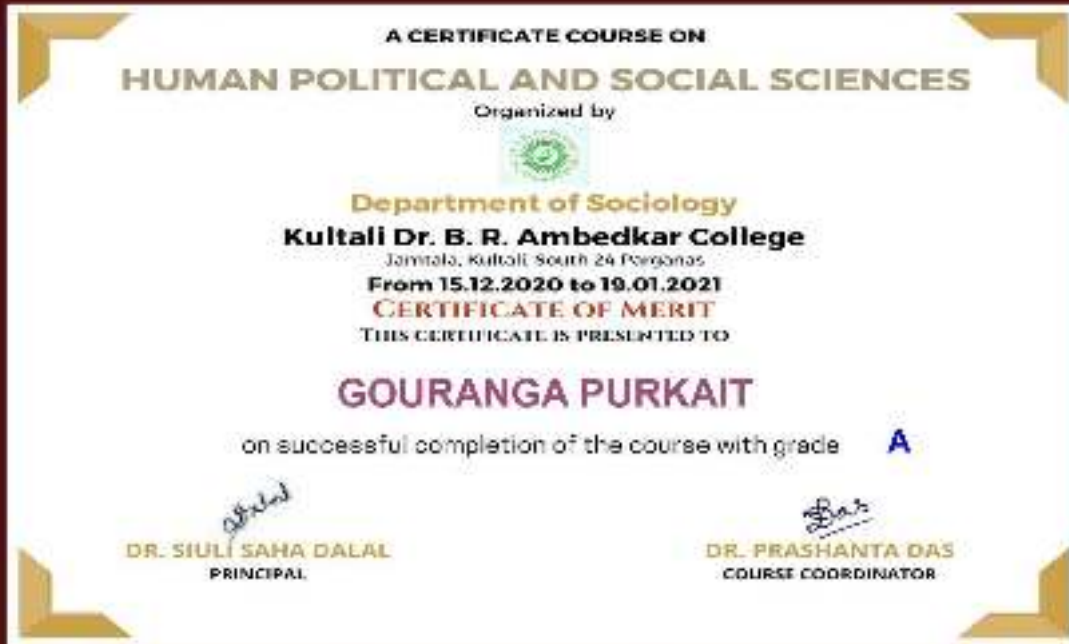 A CERTIFICATE COURSE ON
HUMAN POLITICAL AND SOCIAL SCIENCES
Organized by
Department of Sociology
Kultali Dr. B. R. Ambedkar College
Jamtala, Kultali, South 24 Parganas
From 15.12.2020 to 19.01.2021
CERTIFICATE OF MERIT
THIS CERTIFICATE IS PRESENTED TO
GOURANGA PURKAIT
on successful completion of the course with grade A
Das
DR. SIULI SAHA DALAL
DR. PRASHANTA DAS
PRINCIPAL
COURSE COORDINATOR